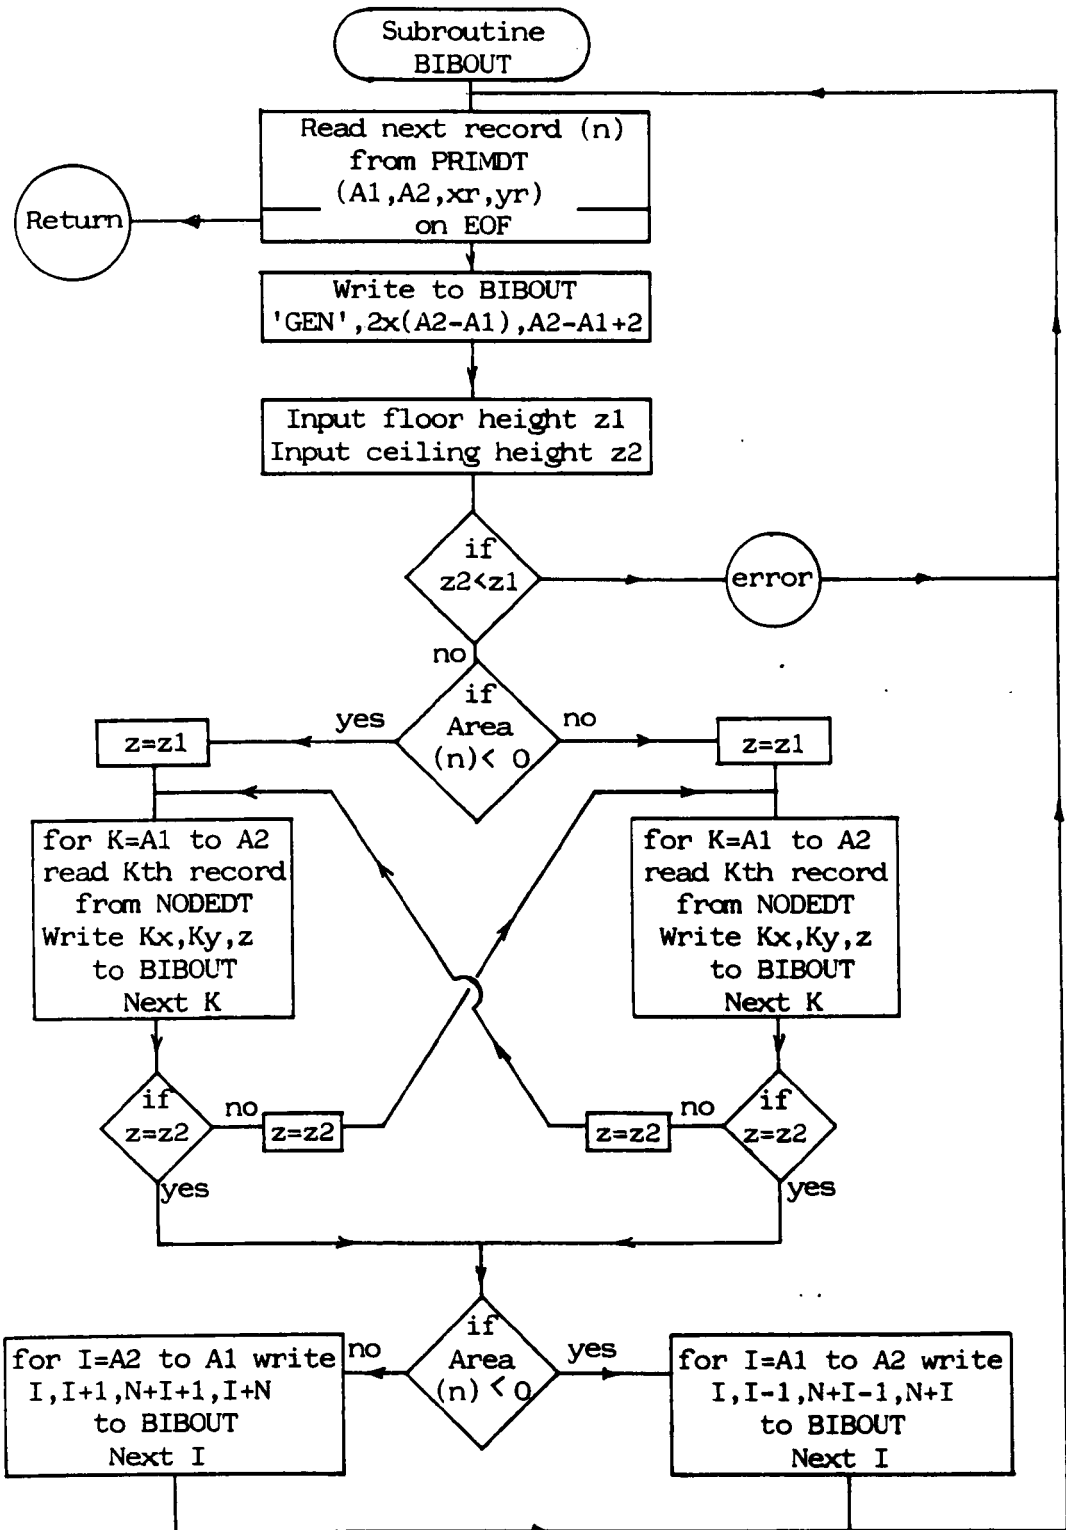 Subroutine
BIBOUT
Read next record (n)
from PRIMDT
(A1,A2,xr,yr)
on EOF
Return
Write to BIBOUT
'GEN',2x(A2-A1),A2-A1+2
Input floor height z1
Input ceiling height z2
if
z2<z1
error
no
if
Area
(n)< 0
yes
no
z=z1
z=z1
for K=A1 to A2
read Kth record
from NODEDT
Write Kx,Ky,z
to BIBOUT
Next K
for K=A1 to A2
read Kth record
from NODEDT
Write Kx,Ky,z
to BIBOUT
Next K
if
z=z2
no
z=z2
yes
z=z2
no
if
z=z2
yes
if
Area
(n) < 0
no
yes
for I=A2 to A1 write
I,I+1,N+I+1,I+N
to BIBOUT
Next I
for I=A1 to A2 write
I,I-1,N+I-1,N+I
to BIBOUT
Next I